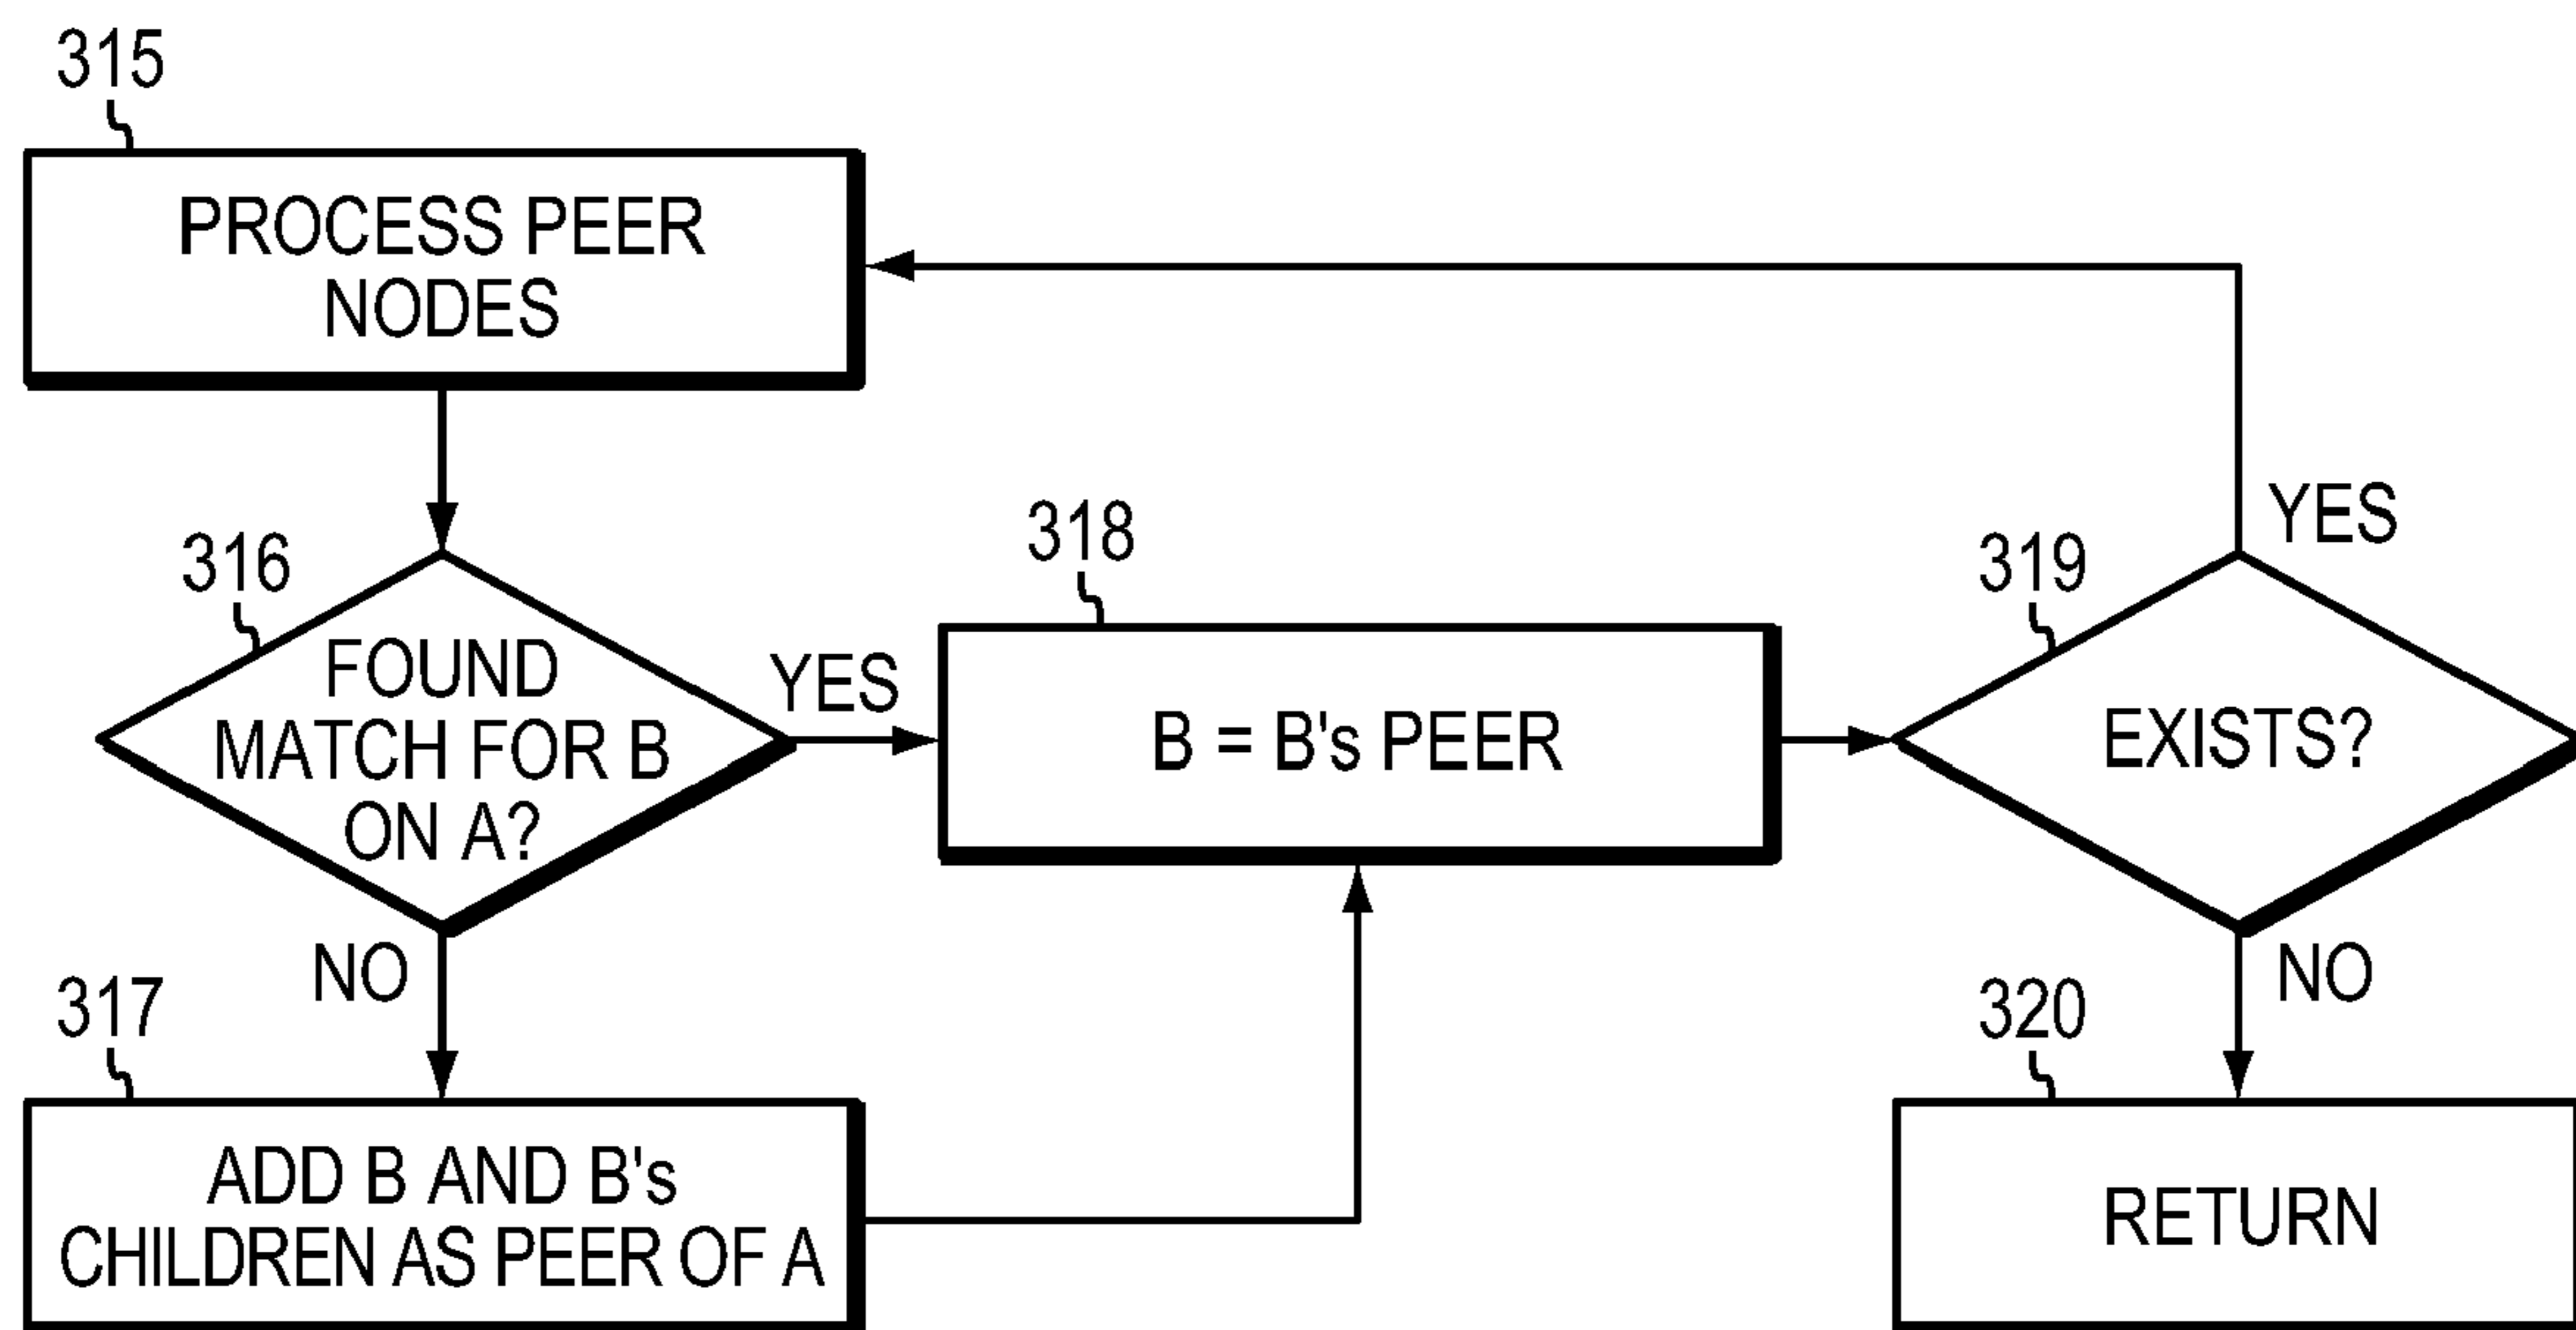 315
PROCESS PEER
NODES
316
FOUND
MATCH FOR B
ON A?
YES
NO
317
ADD B AND B's
CHILDREN AS PEER OF A
318
B = B's PEER
319
EXISTS?
YES
NO
320
RETURN